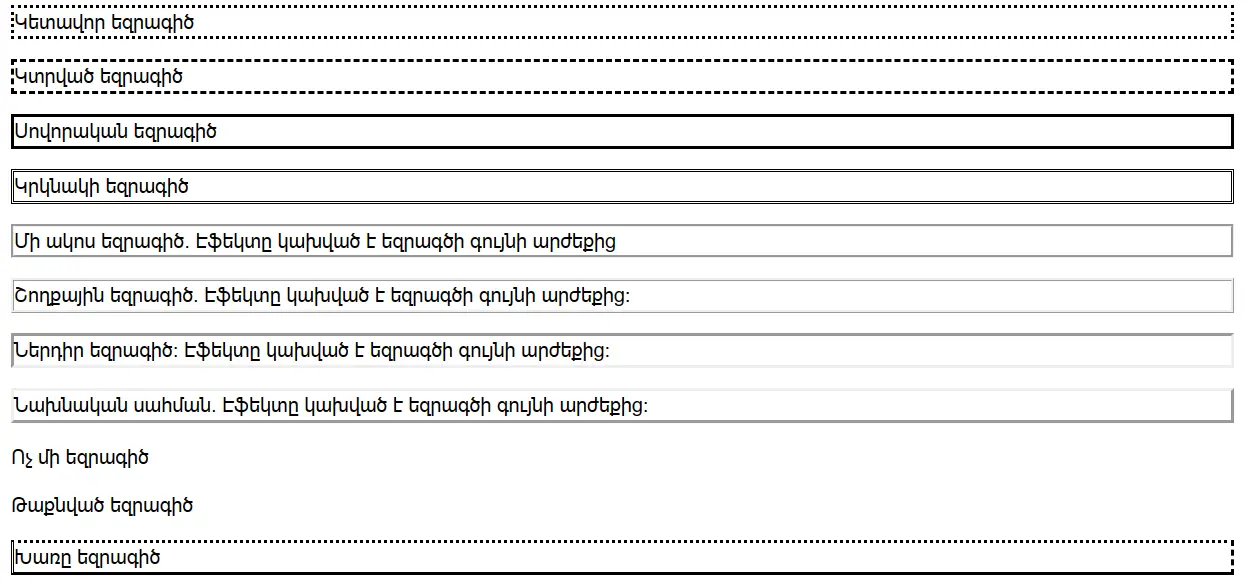 Կետավոր եզրագիծ
Կտրված եզրագիծ
Սովորական եզրագիծ
Կրկնակի եզրագիծ
Մի ակոս եզրագիծ. Էֆեկտը կախված է եզրագծի գույնի արժեքից
Շողքային եզրագիծ. Էֆեկտը կախված է եզրագծի գույնի արժեքից:
Ներդիր եզրագիծ: Էֆեկտը կախված է եզրագծի գույնի արժեքից:
Նախնական սահման. Էֆեկտը կախված է եզրագծի գույնի արժեքից:
Ոչ մի եզրագիծ
Թաքնված եզրագիծ
Խառը եզրագիծ